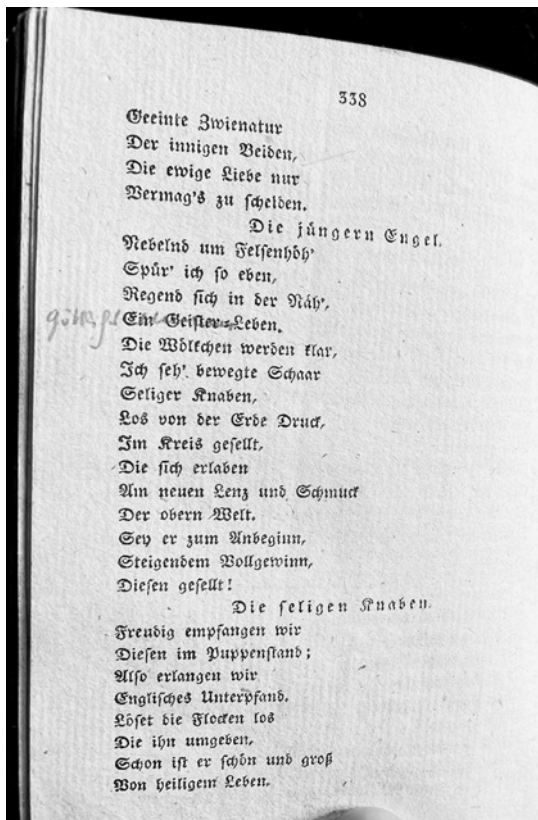 338
Geeinte Zwienatur
Der innigen Beiden,
Die ewige Liebe nur
Vermag's zu scheiden.
Die jüngern Engel.
Nebelnd um Felsenhöh'
Spür' ich so eben,
Regend sich in der Näh',
Ein Geister-Leben.
Die Wölkchen werden klar,
Ich seh' bewegte Schaar
Seliger Knaben,
Los von der Erde Druck,
Im Kreis gesellt,
Die sich erlaben
Am neuen Lenz und Schmuck
Der obern Welt.
Sey er zum Anbeginn,
Steigendem Vollgewinn,
Diesen gesellt!
Die seligen Knaben.
Freudig empfangen wir
Diesen im Puppenstand;
Also erlangen wir
Englisches Unterpfand.
Löset die Flocken los
Die ihn umgeben,
Schon ist er schön und groß
Von heiligem Leben.